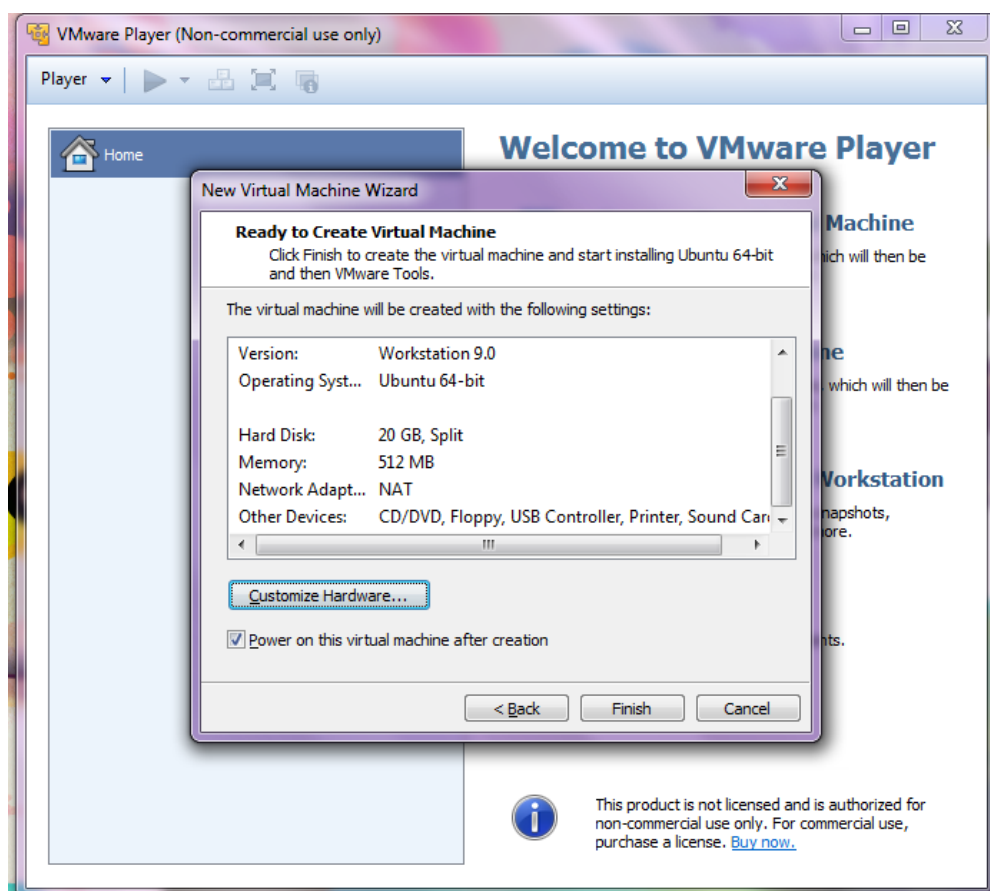 VMware Player (Non-commercial use only)
Player
Home
Welcome to VMware Player
New Virtual Machine Wizard
Ready to Create Virtual Machine
Click Finish to create the virtual machine and start installing Ubuntu 64-bit
and then VMware Tools.
The virtual machine will be created with the following settings:
Version: Workstation 9.0
Operating Syst... Ubuntu 64-bit
Hard Disk: 20 GB, Split
Memory: 512 MB
Network Adapt... NAT
Other Devices: CD/DVD, Floppy, USB Controller, Printer, Sound
Customize Hardware...
Power on this virtual machine after creation
< Back Finish Cancel
Machine
which will then be
which will then be
Workstation
snapshots,
This product is not licensed and is authorized for
non-commercial use only. For commercial use,
purchase a license. Buy now.